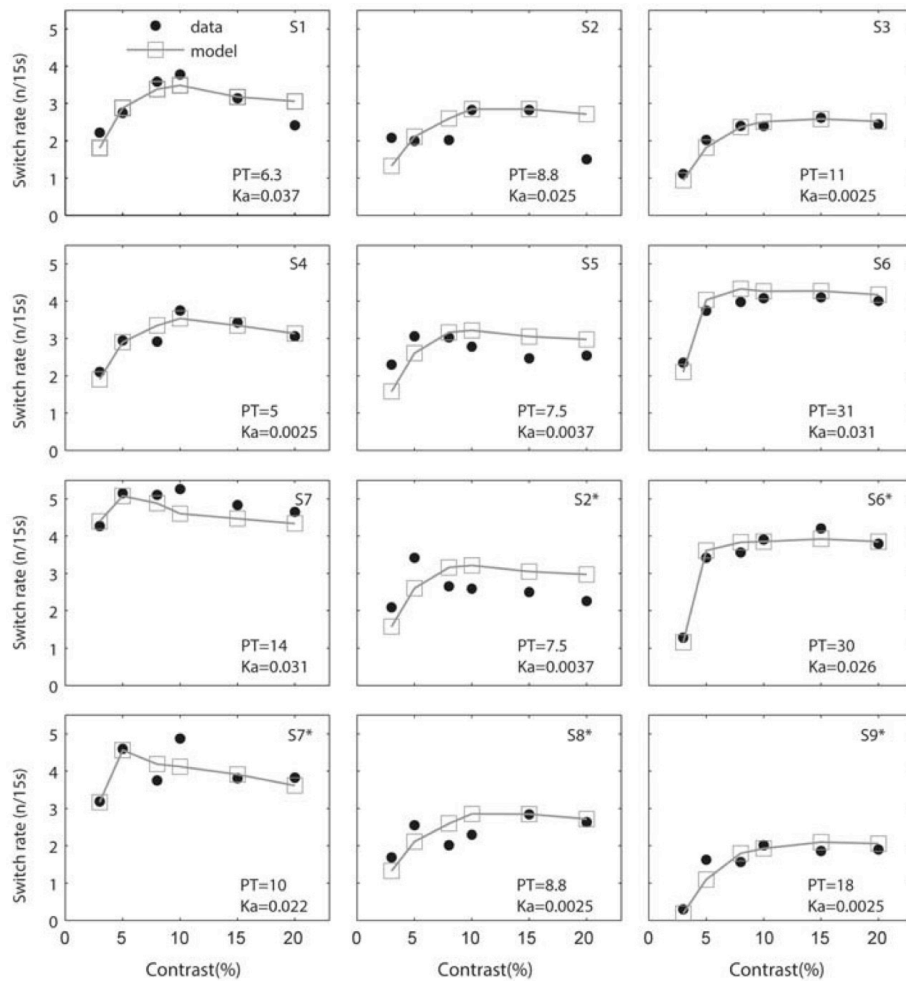 5
4
3
2
1
0
Switch rate (n/15s)
data
model
S1
PT=6.3
Ka=0.037
S2
PT=8.8
Ka=0.025
S3
PT=11
Ka=0.0025
5
4
3
2
1
0
Switch rate (n/15s)
S4
PT=5
Ka=0.0025
S5
PT=7.5
Ka=0.0037
S6
PT=31
Ka=0.031
5
4
3
2
1
0
Switch rate (n/15s)
S7
PT=14
Ka=0.031
S2*
PT=7.5
Ka=0.0037
S6*
PT=30
Ka=0.026
5
4
3
2
1
0
Switch rate (n/15s)
S7*
PT=10
Ka=0.022
S8*
PT=8.8
Ka=0.0025
S9*
PT=18
Ka=0.0025
0 5 10 15 20
0 5 10 15 20
0 5 10 15 20
Contrast(%)
Contrast(%)
Contrast(%)